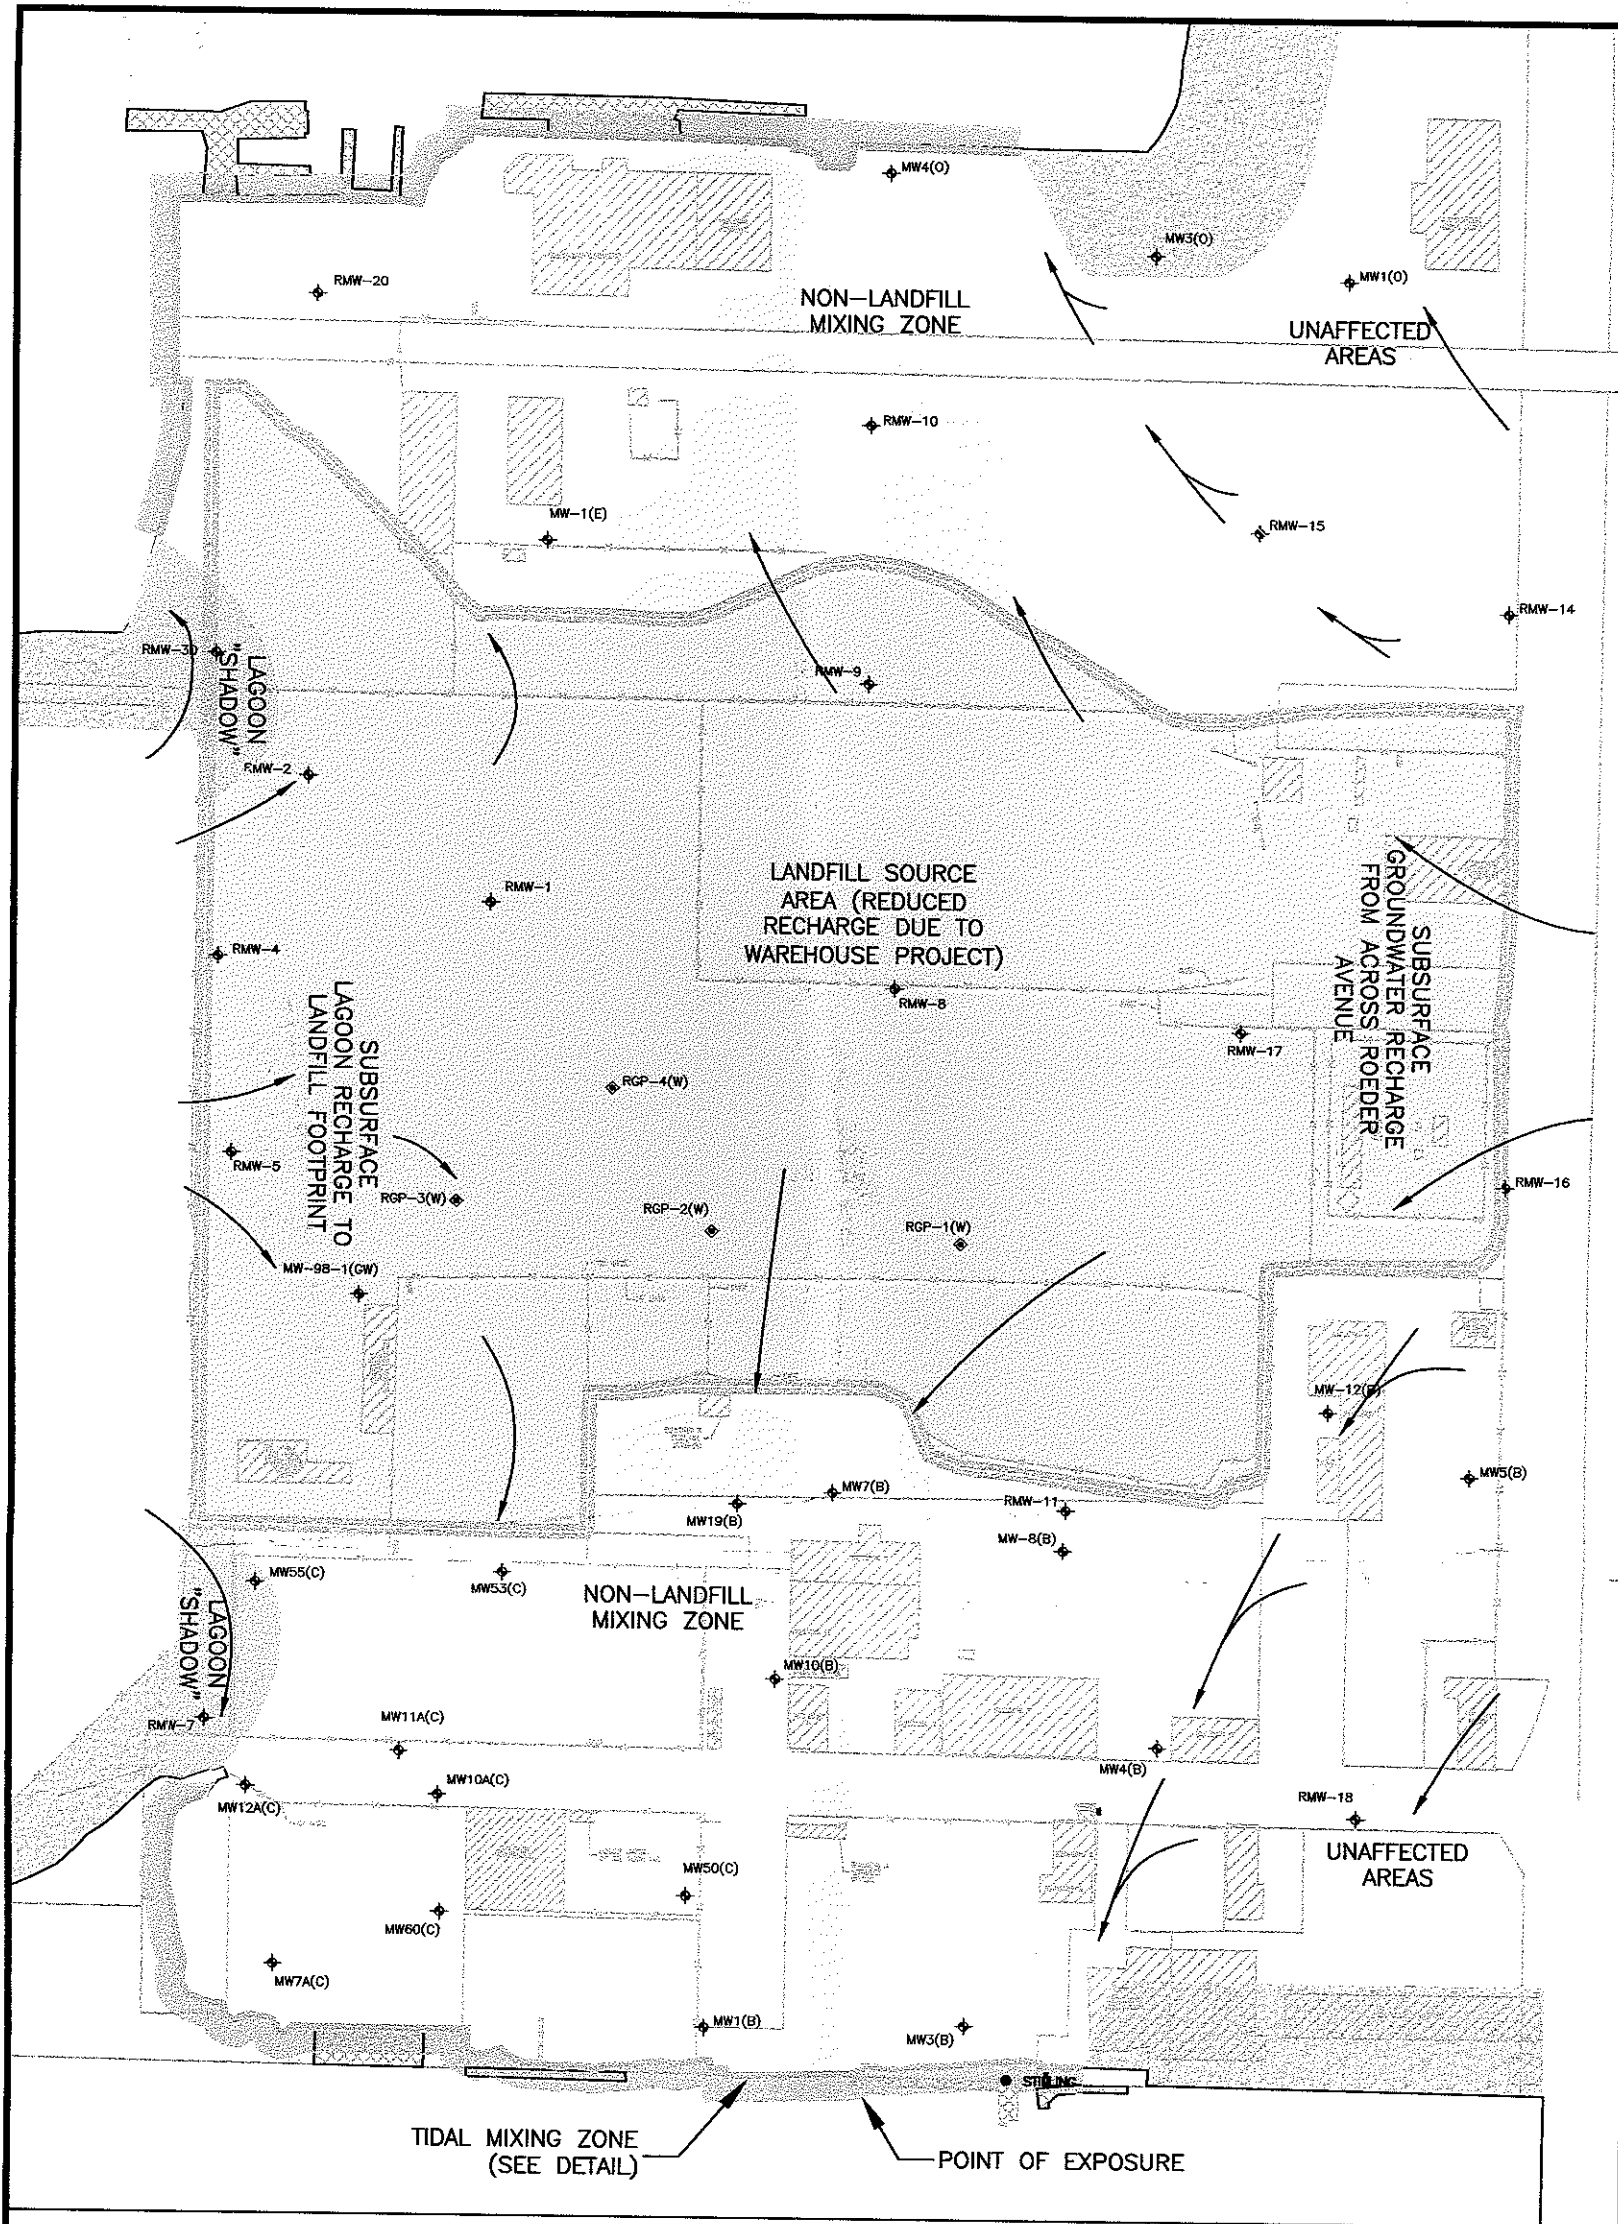 MW4(O)
MW3(O)
MW1(O)
RMW-20
NON-LANDFILL
MIXING ZONE
UNAFFECTED
AREAS
RMW-10
MW-1(E)
RMW-15
RMW-14
RMW-30
LAGOON
"SHADOW"
RMW-9
RMW-2
RMW-1
LANDFILL SOURCE
AREA (REDUCED
RECHARGE DUE TO
WAREHOUSE PROJECT)
SUBSURFACE
GROUNDWATER RECHARGE
FROM ACROSS ROEDER
AVENUE
RMW-4
RMW-8
RMW-17
SUBSURFACE
LAGOON RECHARGE TO
LANDFILL FOOTPRINT
RGP-4(W)
RMW-5
RGP-3(W)
RGP-2(W)
RGP-1(W)
RMW-16
MW-98-1(GW)
MW-12(B)
MW5(B)
MW7(B)
MW19(B)
RMW-11
MW-8(B)
MW55(C)
MW53(C)
NON-LANDFILL
MIXING ZONE
LAGOON
"SHADOW"
MW10(B)
RMW-7
MW11A(C)
MW4(B)
MW10A(C)
MW12A(C)
RMW-18
UNAFFECTED
AREAS
MW50(C)
MW60(C)
MW7A(C)
MW1(B)
MW3(B)
STILLING
TIDAL MIXING ZONE
(SEE DETAIL)
POINT OF EXPOSURE